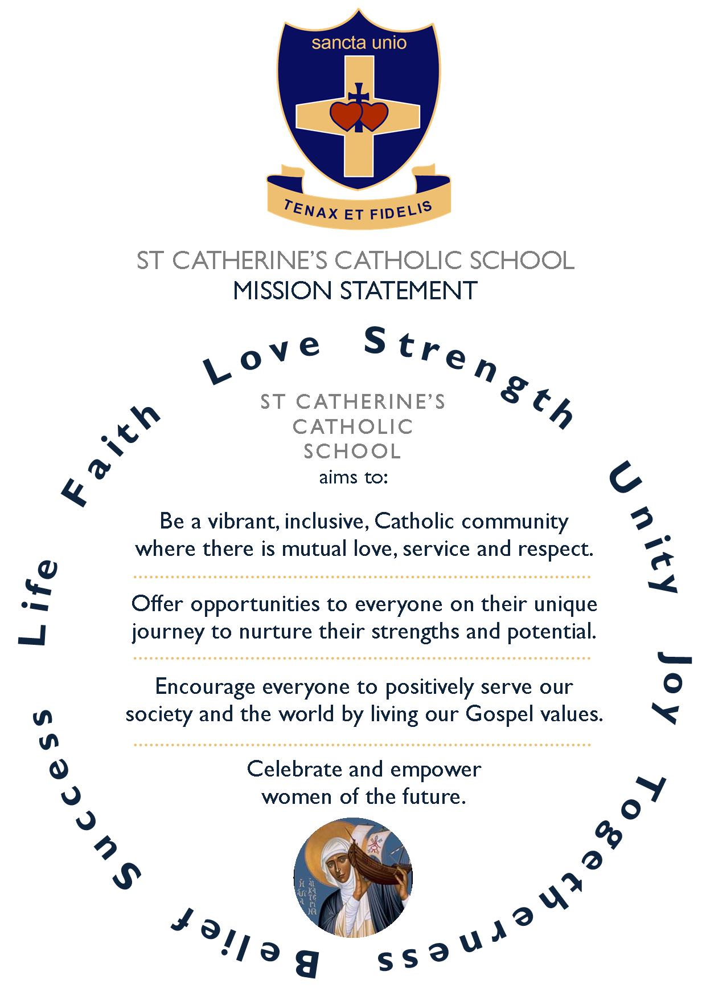 sancta unio
TENAX ET FIDELIS
ST CATHERINE’S CATHOLIC SCHOOL
MISSION STATEMENT
Life Faith Love Strength Unity Joy Togetherness Belief Success
ST CATHERINE’S
CATHOLIC
SCHOOL
aims to:
Be a vibrant, inclusive, Catholic community
where there is mutual love, service and respect.
Offer opportunities to everyone on their unique
journey to nurture their strengths and potential.
Encourage everyone to positively serve our
society and the world by living our Gospel values.
Celebrate and empower
women of the future.